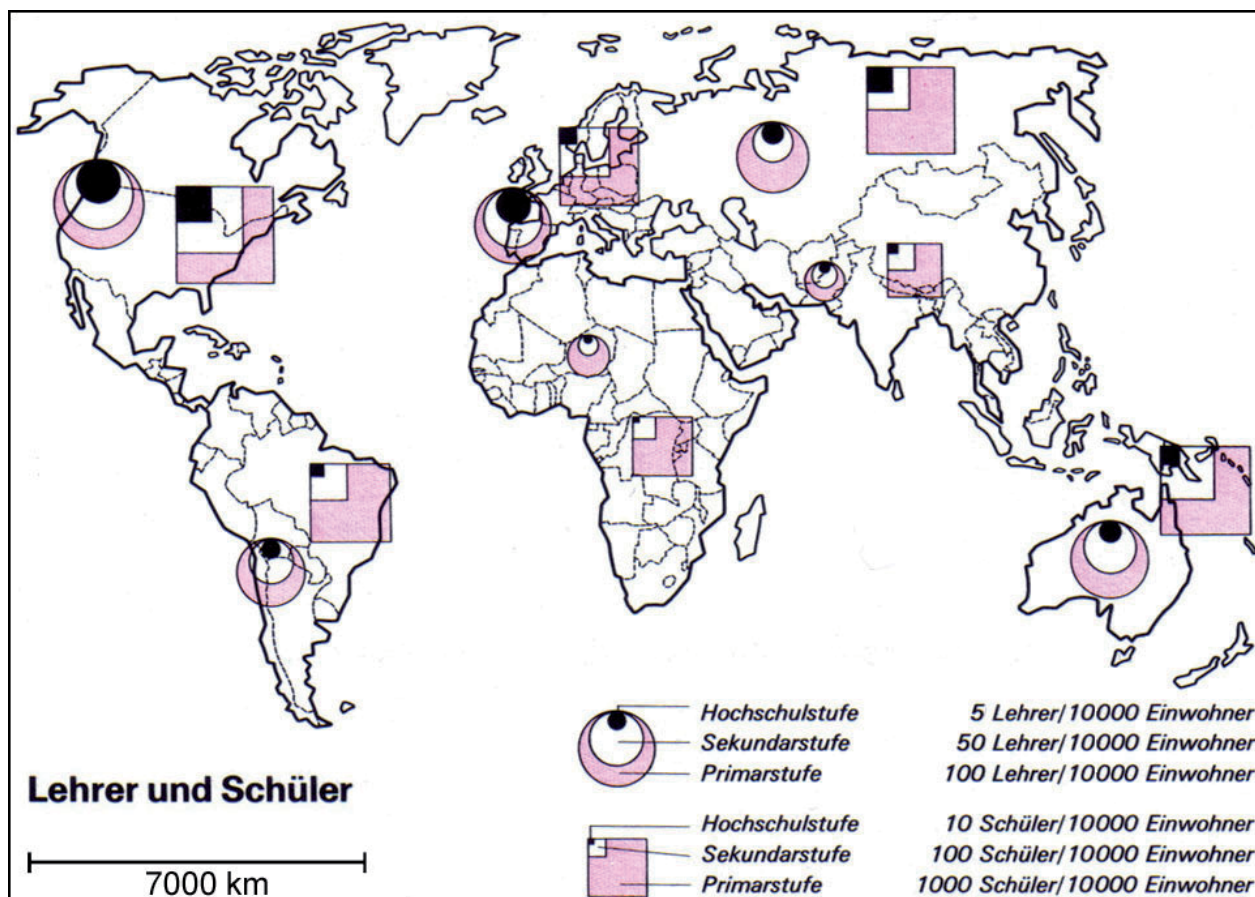 Hochschulstufe 5 Lehrer/10000 Einwohner
Sekundarstufe 50 Lehrer/10000 Einwohner
Primarstufe 100 Lehrer/10000 Einwohner
Lehrer und Schüler
Hochschulstufe 10 Schüler/10000 Einwohner
Sekundarstufe 100 Schüler/10000 Einwohner
Primarstufe 1000 Schüler/10000 Einwohner
7000 km